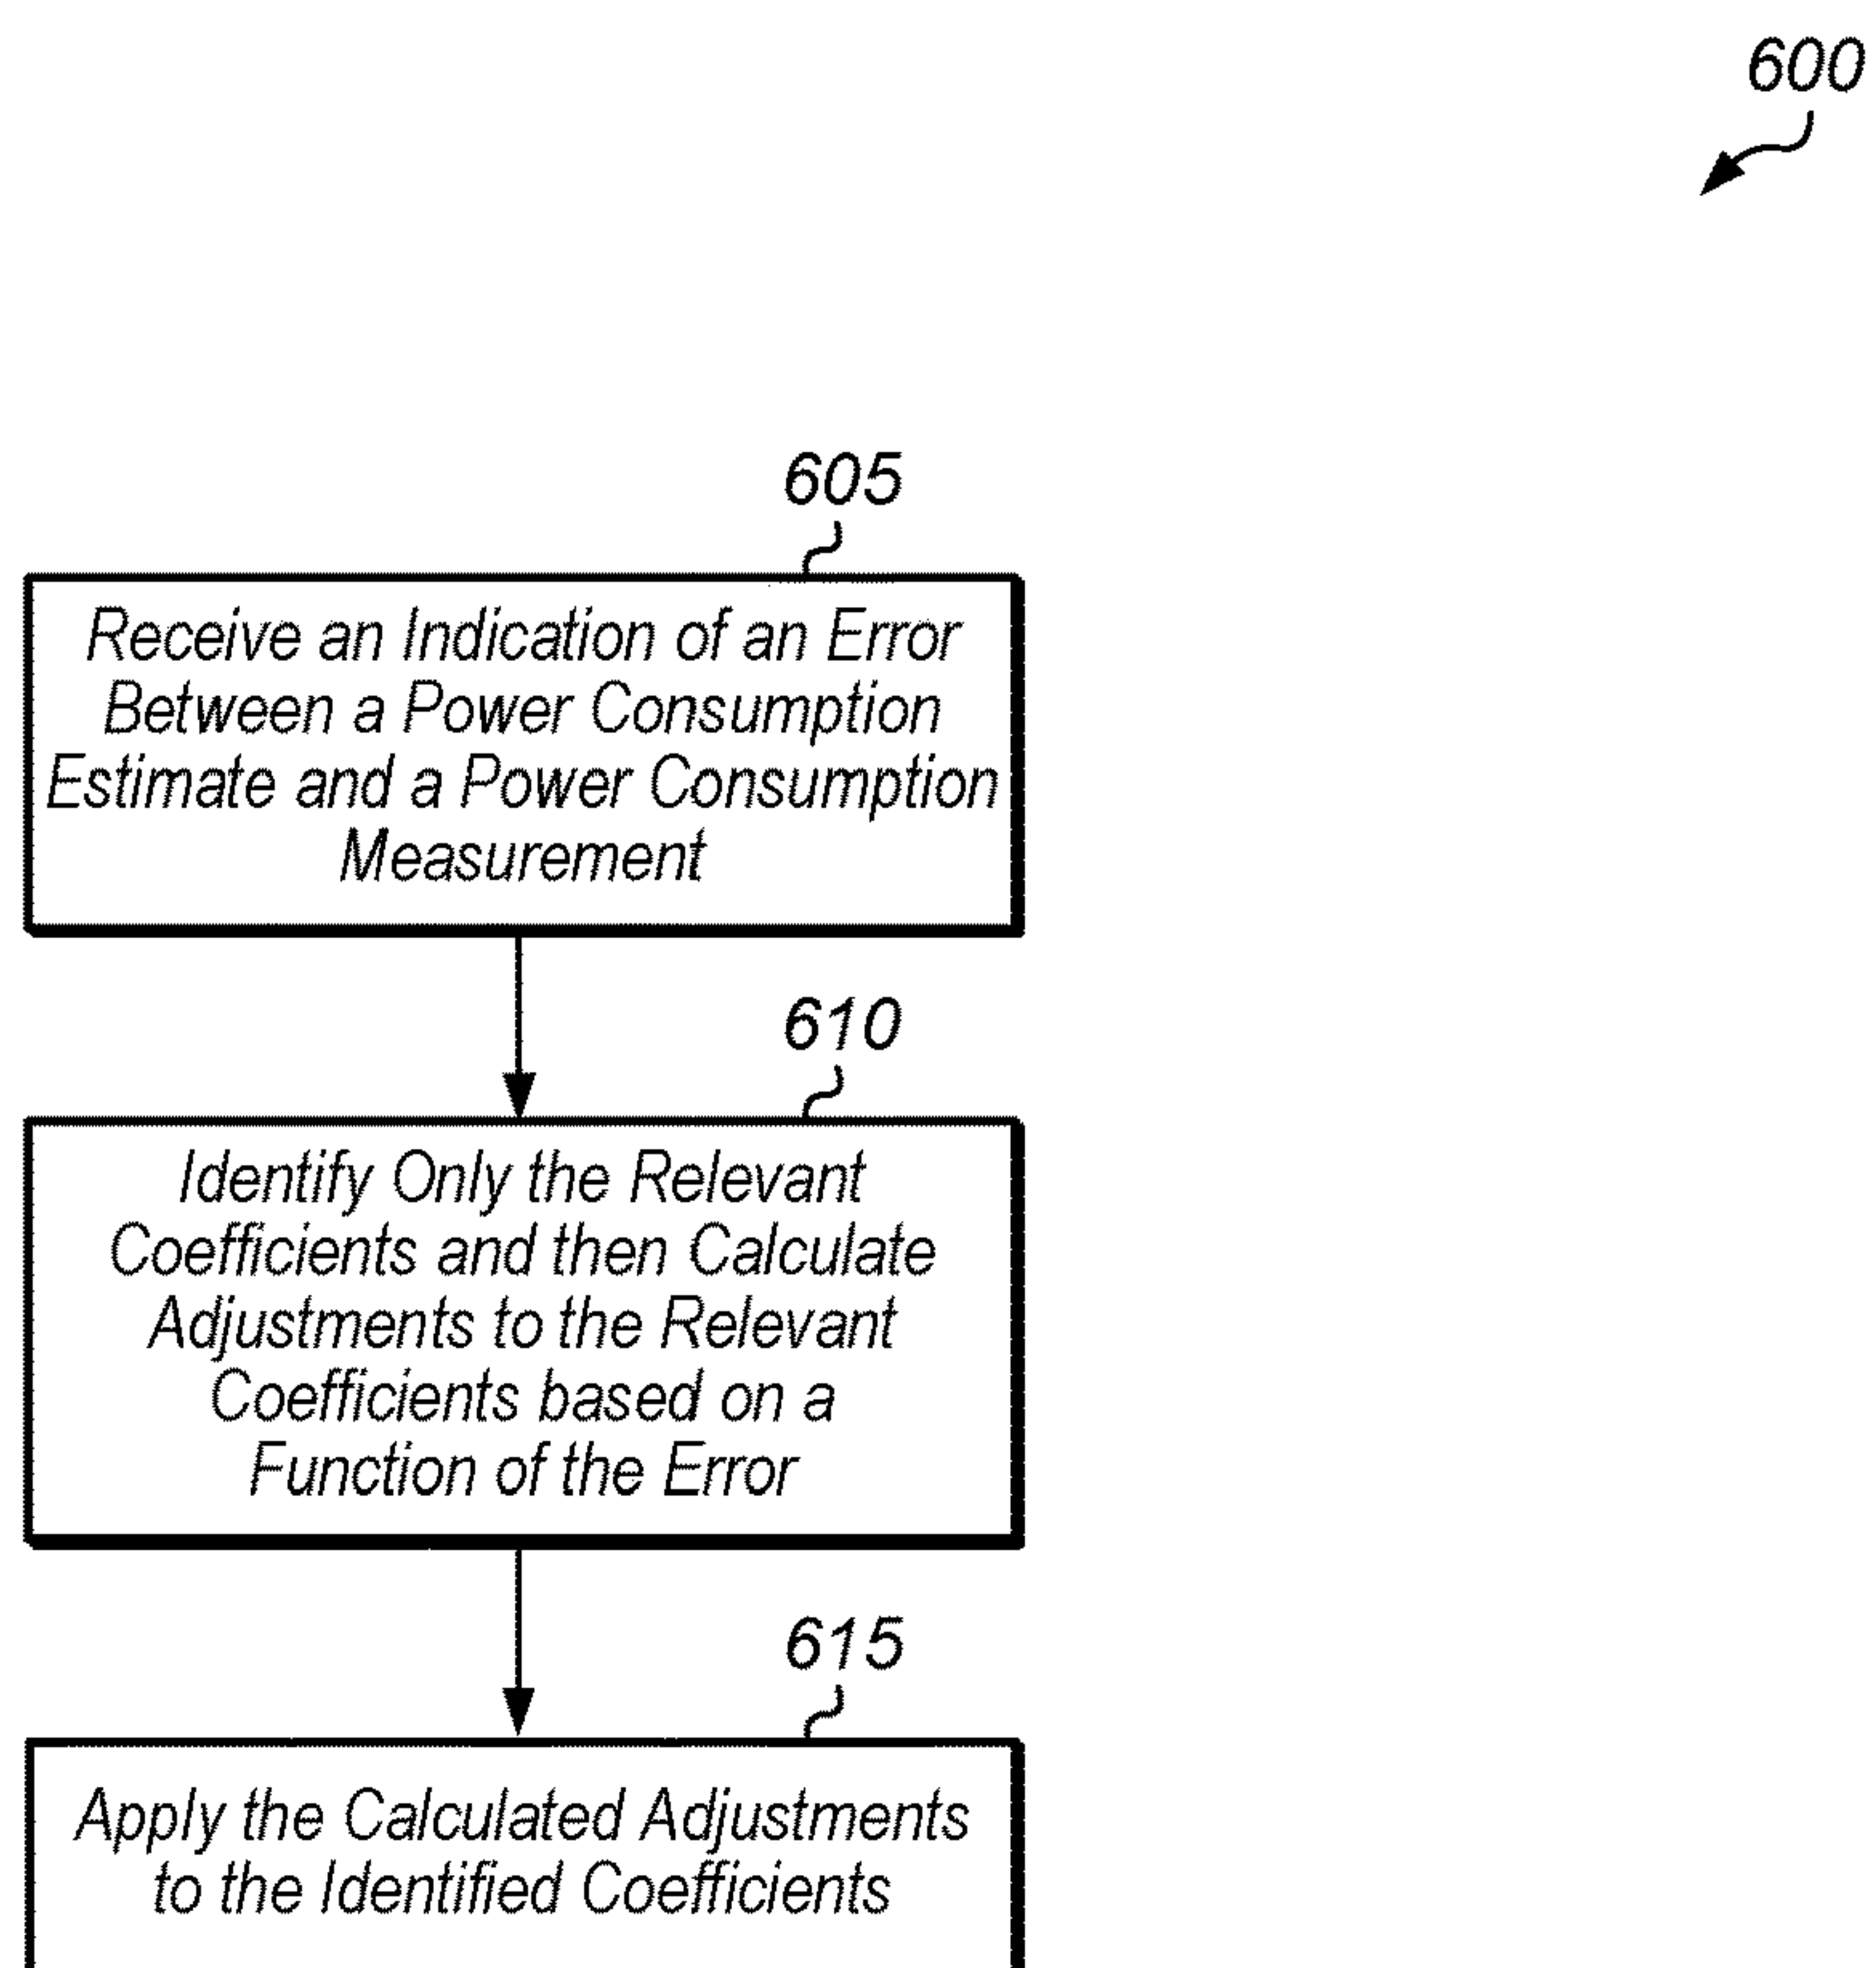 600
605
Receive an Indication of an Error
Between a Power Consumption
Estimate and a Power Consumption
Measurement
610
Identify Only the Relevant
Coefficients and then Calculate
Adjustments to the Relevant
Coefficients based on a
Function of the Error
615
Apply the Calculated Adjustments
to the Identified Coefficients